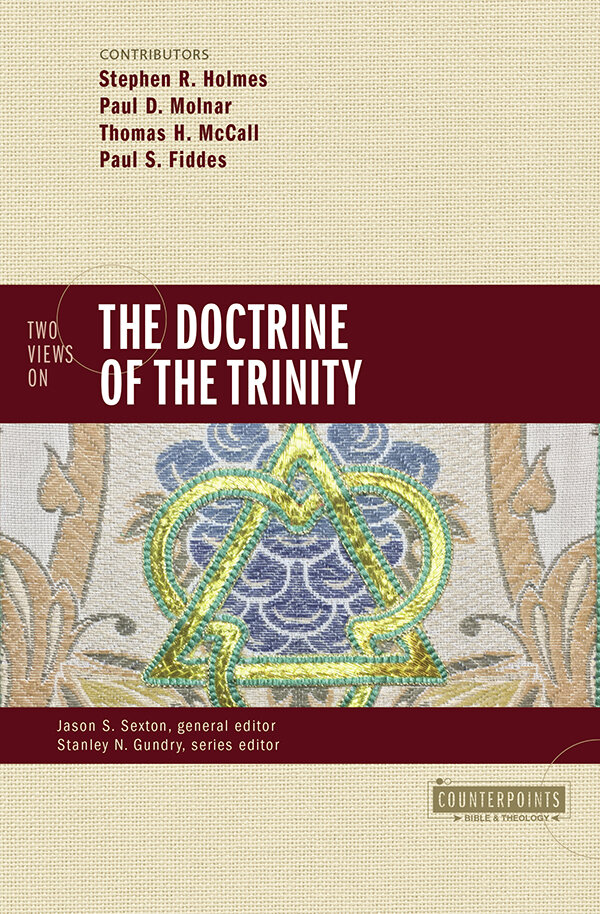 CONTRIBUTORS
Stephen R. Holmes
Paul D. Molnar
Thomas H. McCall
Paul S. Fiddes
TWO
VIEWS
ON
THE DOCTRINE
OF THE TRINITY
Jason S. Sexton, general editor
Stanley N. Gundry, series editor
COUNTERPOINTS
BIBLE & THEOLOGY